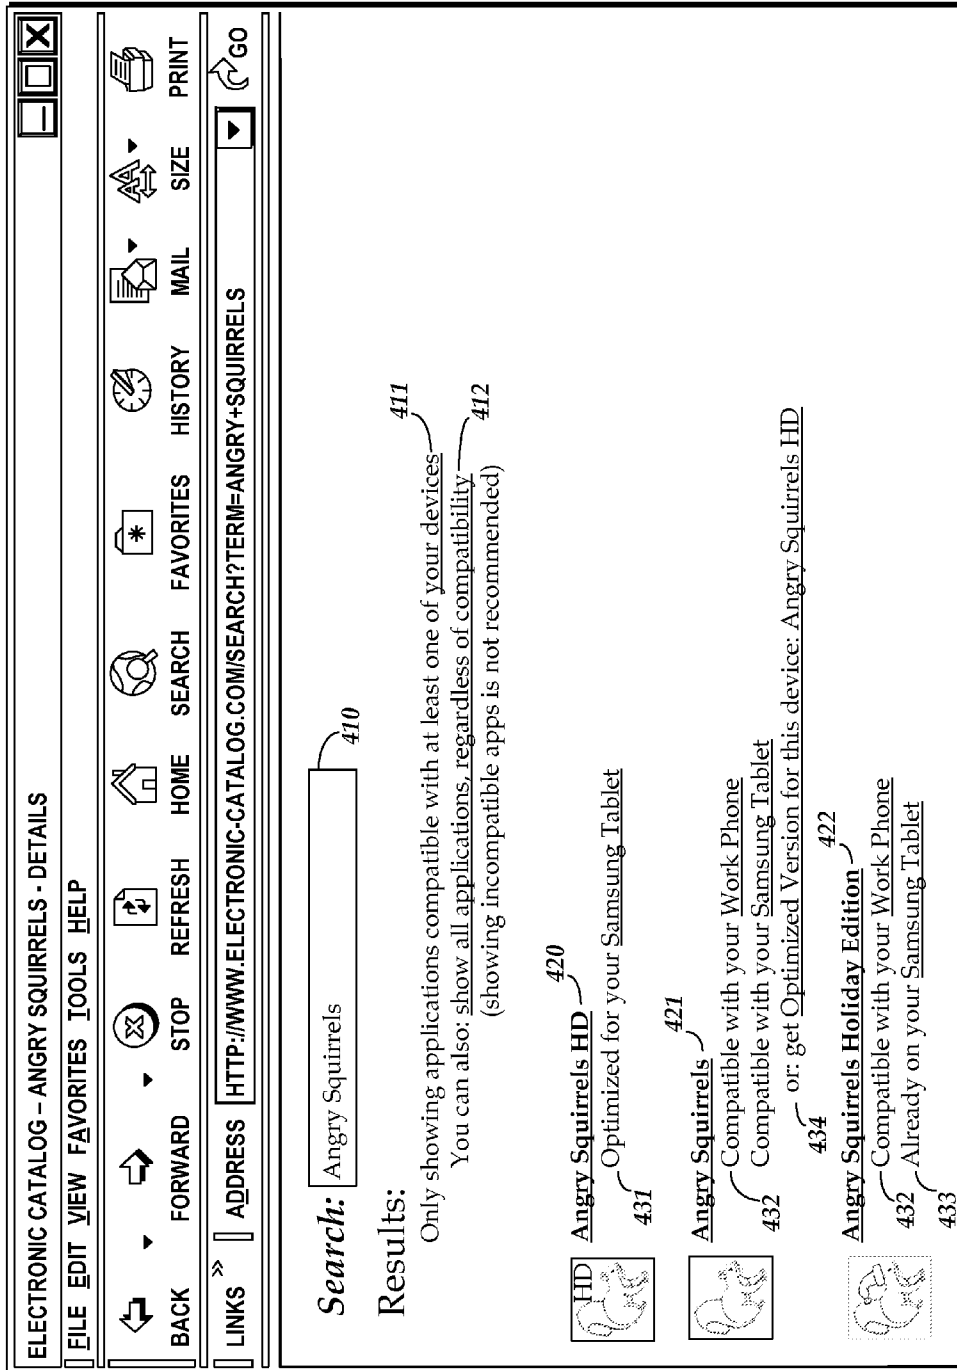 ELECTRONIC CATALOG – ANGRY SQUIRRELS - DETAILS
FILE EDIT VIEW FAVORITES TOOLS HELP
BACK FORWARD STOP REFRESH HOME SEARCH FAVORITES HISTORY MAIL SIZE PRINT
LINKS » ADDRESS HTTP://WWW.ELECTRONIC-CATALOG.COM/SEARCH?TERM=ANGRY+SQUIRRELS GO
Search: Angry Squirrels 410
Results:
Only showing applications compatible with at least one of your devices 411
You can also: show all applications, regardless of compatibility 412
(showing incompatible apps is not recommended)
HD
Angry Squirrels HD 420
Optimized for your Samsung Tablet
431
Angry Squirrels 421
Compatible with your Work Phone
432
Compatible with your Samsung Tablet
434 or: get Optimized Version for this device: Angry Squirrels HD
Angry Squirrels Holiday Edition 422
Compatible with your Work Phone
432
Already on your Samsung Tablet
433